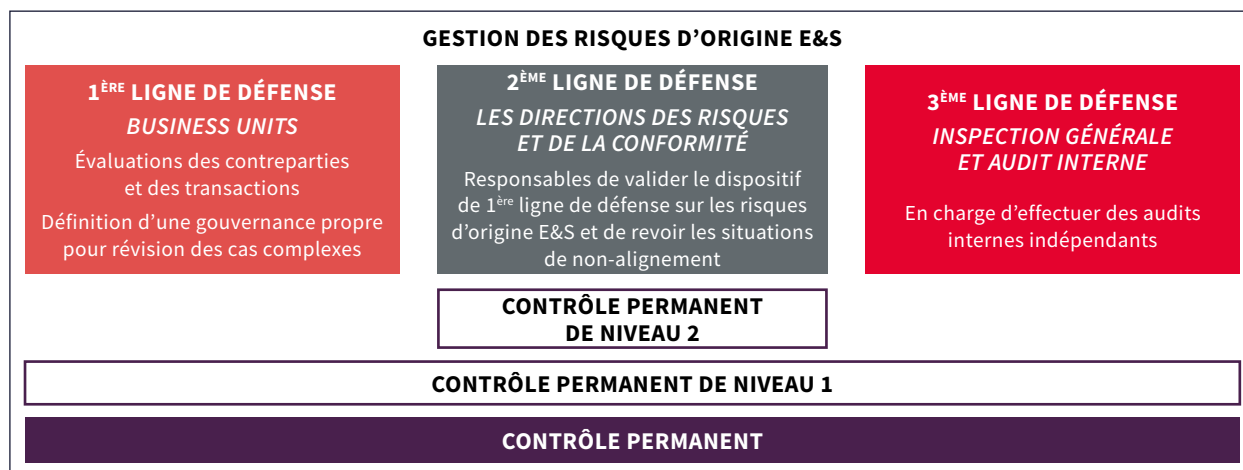 GESTION DES RISQUES D’ORIGINE E&S
1ÈRE LIGNE DE DÉFENSE
BUSINESS UNITS
Évaluations des contreparties
et des transactions
Définition d’une gouvernance propre
pour révision des cas complexes
2ÈME LIGNE DE DÉFENSE
LES DIRECTIONS DES RISQUES
ET DE LA CONFORMITÉ
Responsables de valider le dispositif
de 1ère ligne de défense sur les risques
d’origine E&S et de revoir les situations
de non-alignement
3ÈME LIGNE DE DÉFENSE
INSPECTION GÉNÉRALE
ET AUDIT INTERNE
En charge d’effectuer des audits
internes indépendants
CONTRÔLE PERMANENT
DE NIVEAU 2
CONTRÔLE PERMANENT DE NIVEAU 1
CONTRÔLE PERMANENT